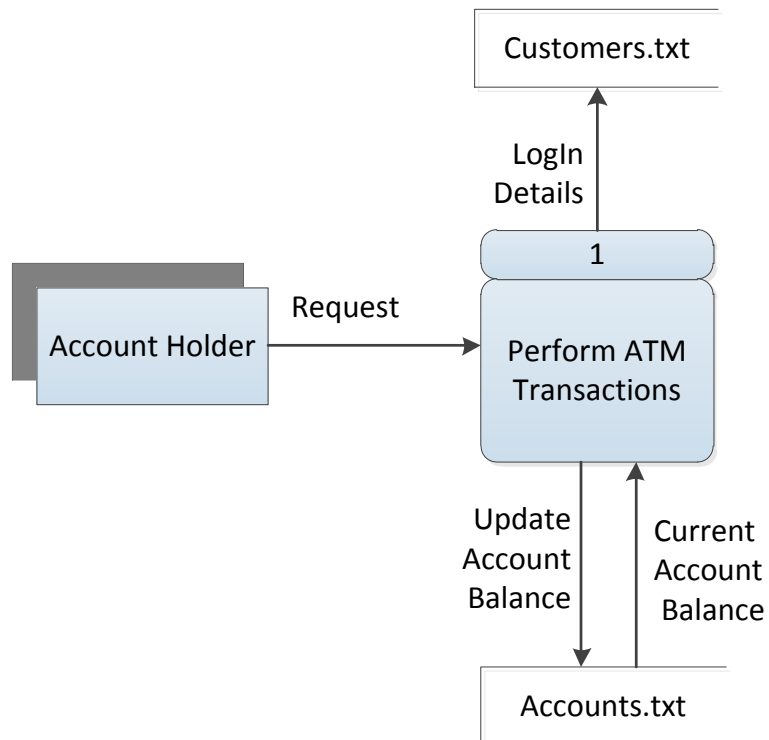 Customers.txt
LogIn
Details
1
Account Holder
Request
Perform ATM
Transactions
Update
Account
Balance
Current
Account
Balance
Accounts.txt